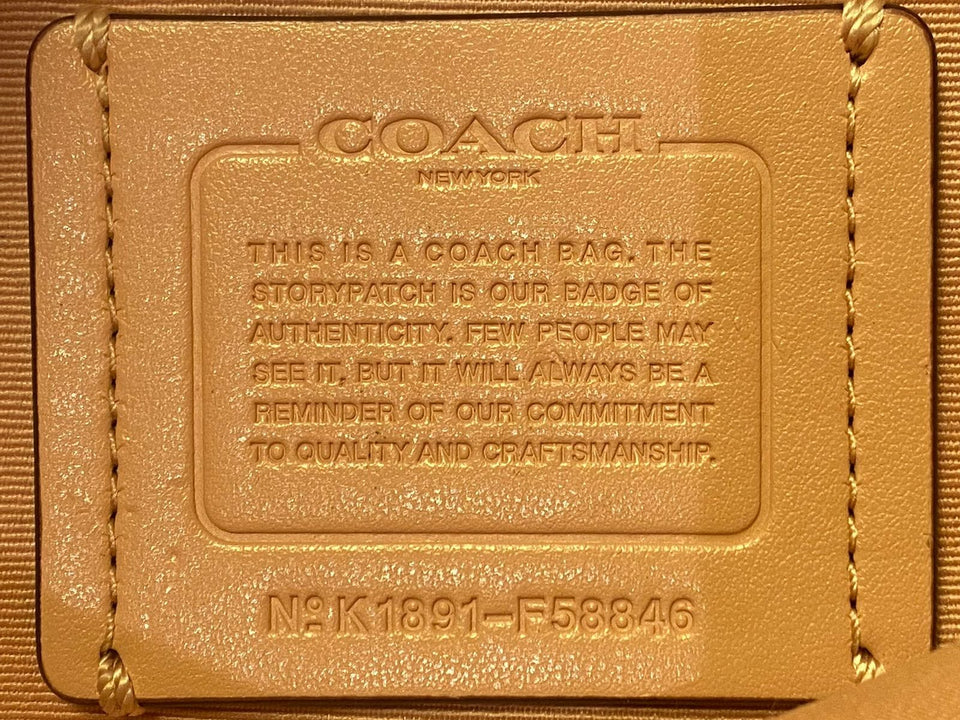 COACH
NEW YORK
THIS IS A COACH BAG. THE
STORYPATCH IS OUR BADGE OF
AUTHENTICITY. FEW PEOPLE MAY
SEE IT, BUT IT WILL ALWAYS BE A
REMINDER OF OUR COMMITMENT
TO QUALITY AND CRAFTSMANSHIP.
Nº K1891-F58846